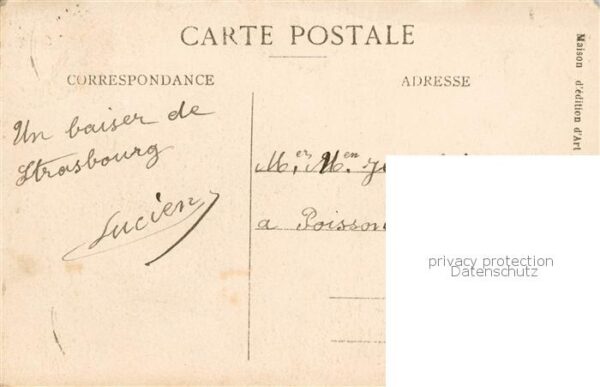 CARTE POSTALE
CORRESPONDANCE
ADRESSE
Un baiser de
Strasbourg
Lucien
a Poisson
privacy protection
Datenschutz
Maison d'édition d'Art